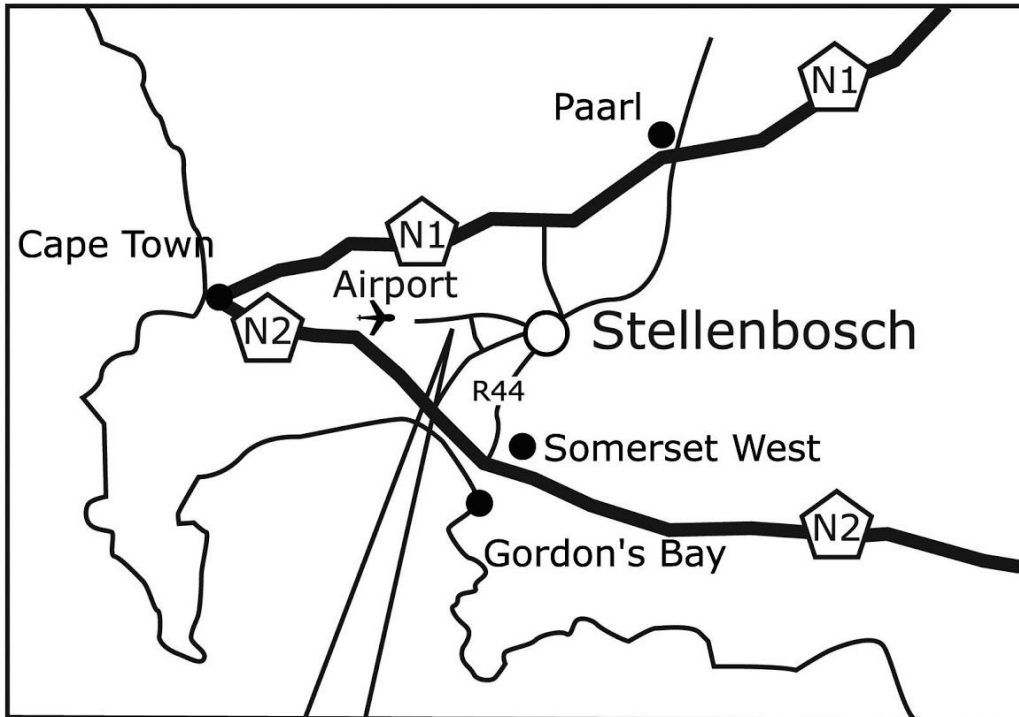 N1
Paarl
N1
Cape Town
Airport
N2
Stellenbosch
R44
Somerset West
N2
Gordon's Bay